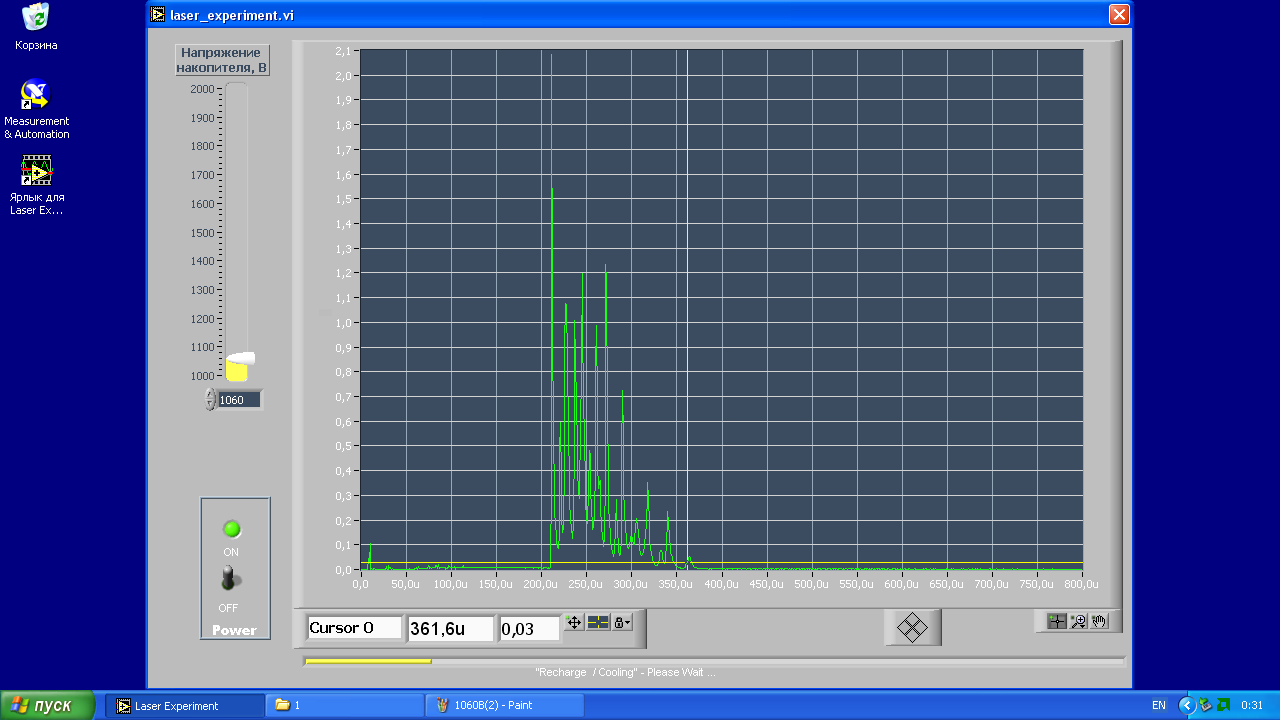 laser_experiment.vi
Корзина
Measurement
& Automation
Ярлык для
Laser Ex...
Напряжение
накопителя, В
2000
1900
1800
1700
1600
1500
1400
1300
1200
1100
1000
1060
2,1
2,0
1,9
1,8
1,7
1,6
1,5
1,4
1,3
1,2
1,1
1,0
0,9
0,8
0,7
0,6
0,5
0,4
0,3
0,2
0,1
0,0
0,0 50,0u 100,0u 150,0u 200,0u 250,0u 300,0u 350,0u 400,0u 450,0u 500,0u 550,0u 600,0u 650,0u 700,0u 750,0u 800,0u
ON
OFF
Power
Cursor 0 361,6u 0,03
"Recharge / Cooling" - Please Wait ...
пуск Laser Experiment 1 1060В(2) - Paint EN 0:31